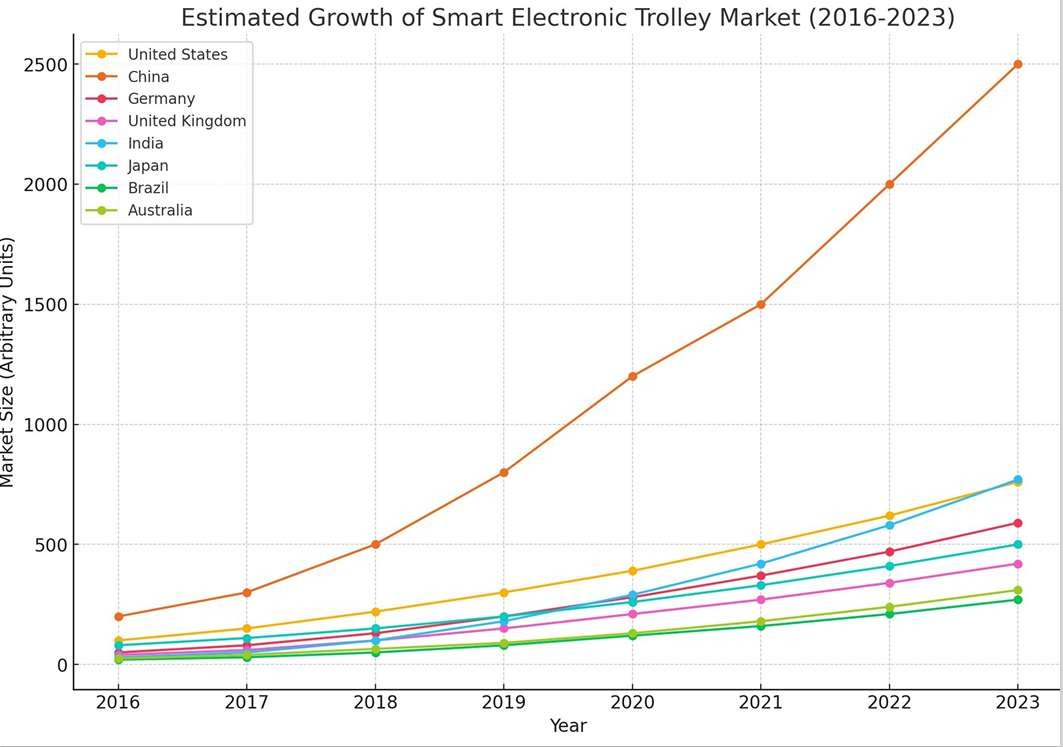 Estimated Growth of Smart Electronic Trolley Market (2016-2023)
United States
China
Germany
United Kingdom
India
Japan
Brazil
Australia
2500
2000
1500
1000
500
0
Market Size (Arbitrary Units)
2016 2017 2018 2019 2020 2021 2022 2023
Year